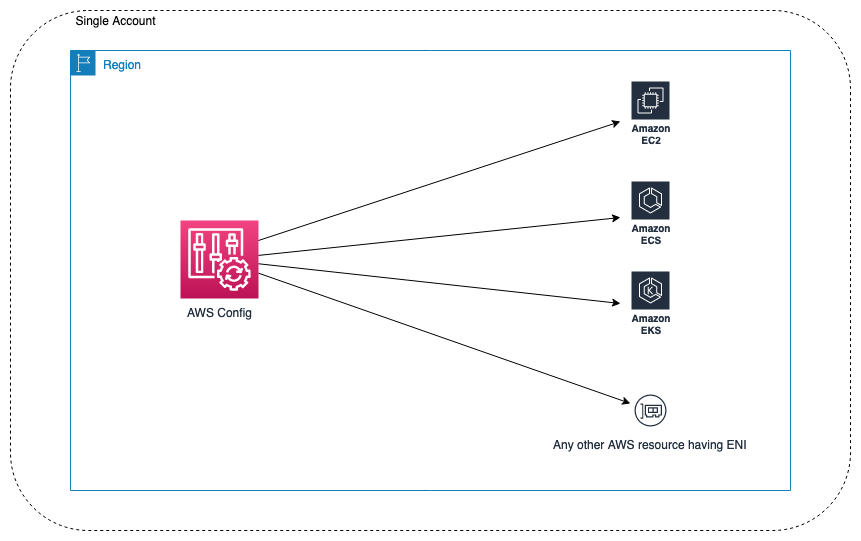 Single Account
Region
Amazon
EC2
Amazon
ECS
Amazon
EKS
AWS Config
Any other AWS resource having ENI